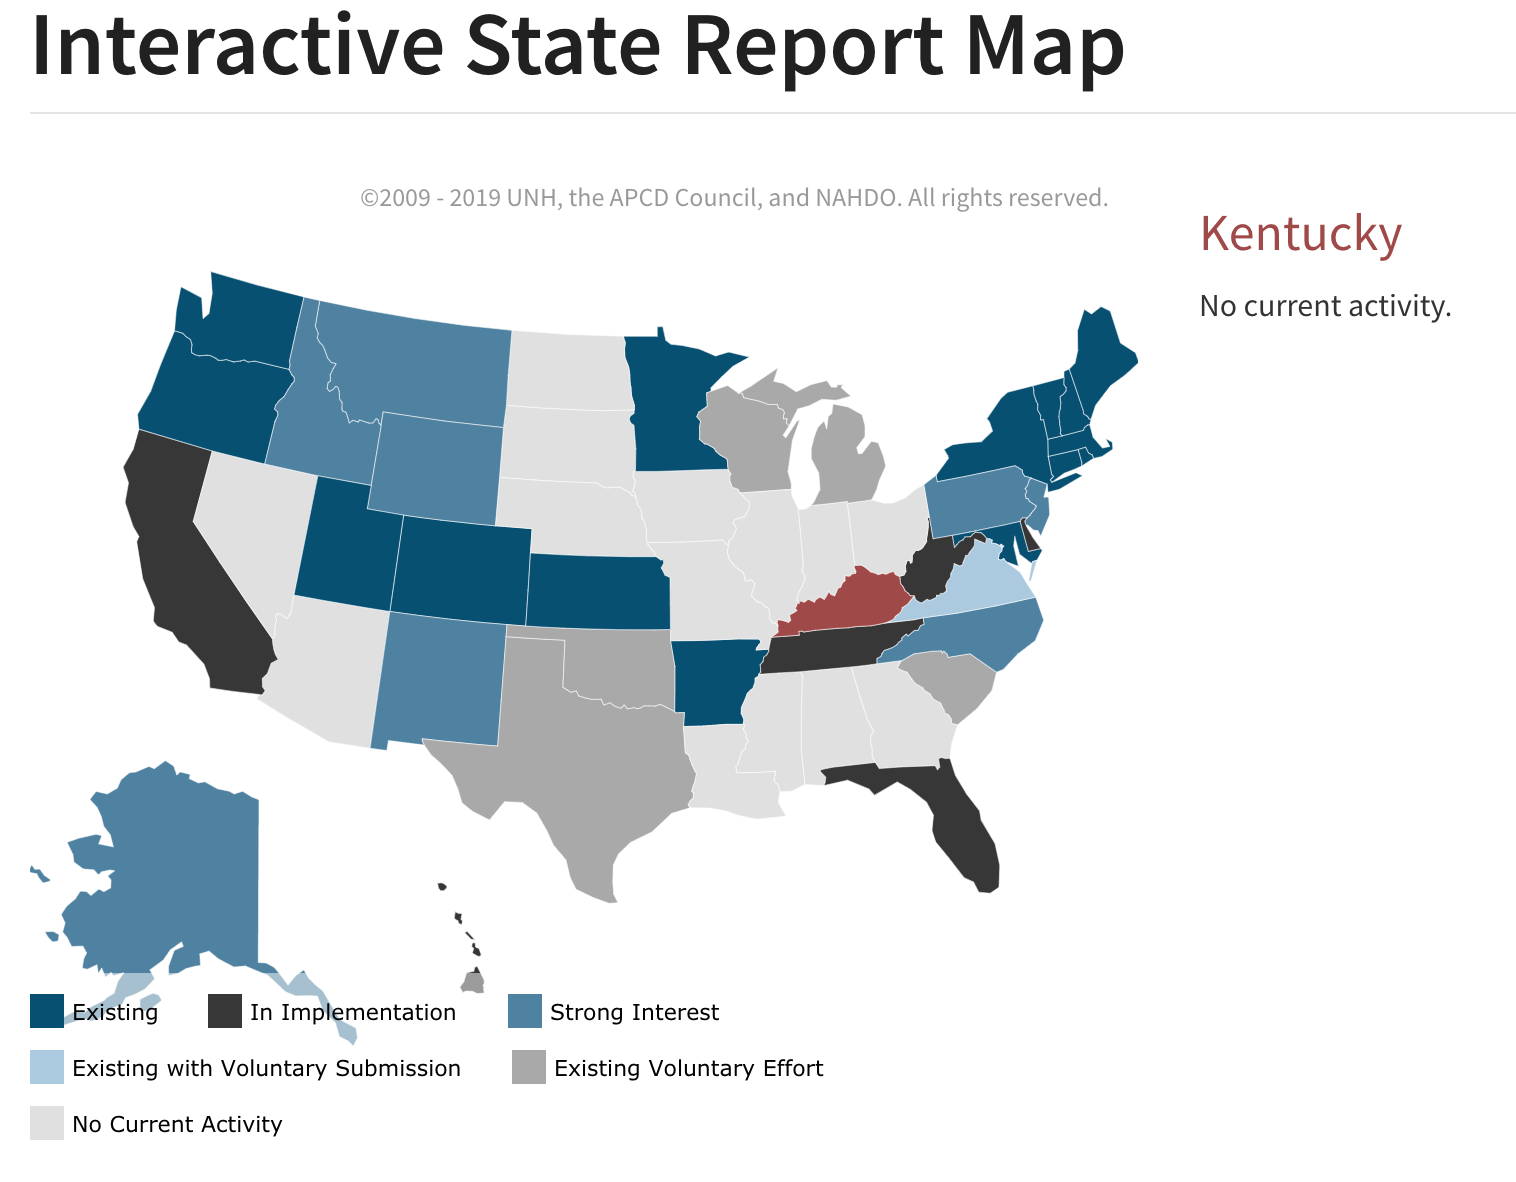 Interactive State Report Map
©2009 - 2019 UNH, the APCD Council, and NAHDO. All rights reserved.
Kentucky
No current activity.
Existing
In Implementation
Strong Interest
Existing with Voluntary Submission
Existing Voluntary Effort
No Current Activity